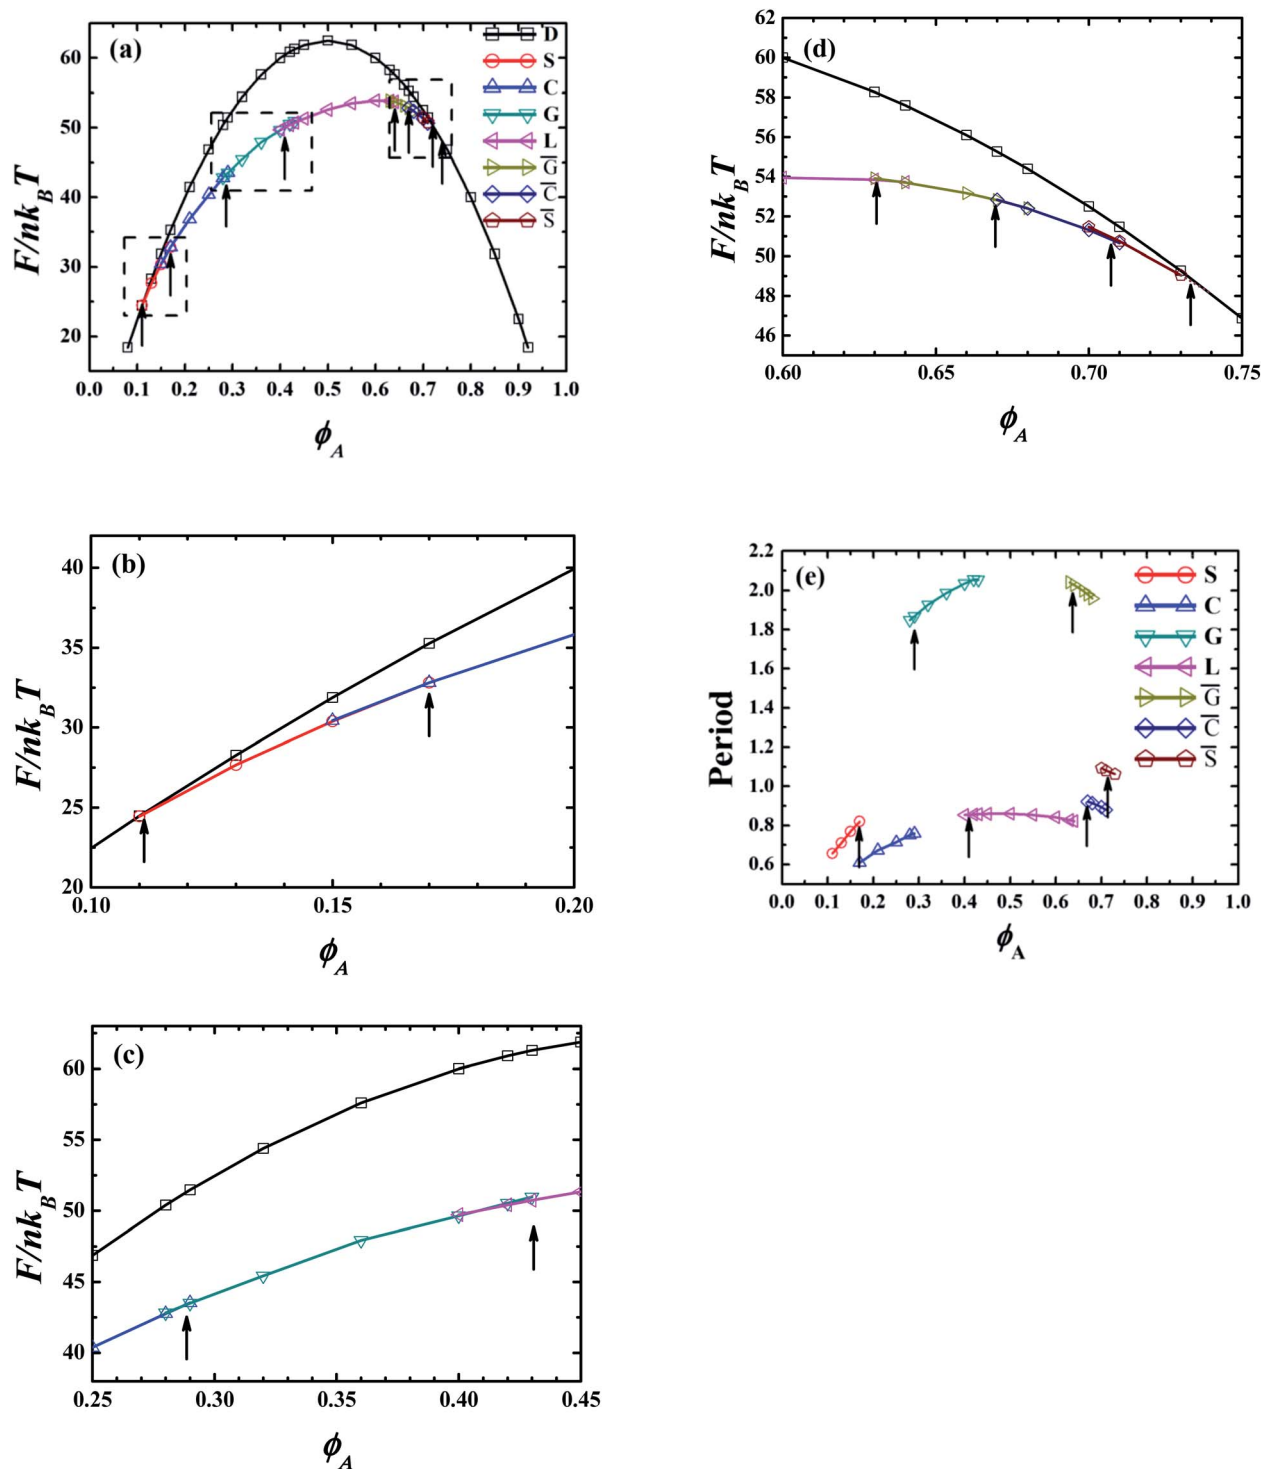 (a)
D
S
C
G
L
G̅
C̅
S̅
60
50
40
30
20
F/nk_BT
0.0 0.1 0.2 0.3 0.4 0.5 0.6 0.7 0.8 0.9 1.0
ϕ_A
(d)
62
60
58
56
54
52
50
48
46
F/nk_BT
0.60 0.65 0.70 0.75
ϕ_A
(b)
40
35
30
25
20
F/nk_BT
0.10 0.15 0.20
ϕ_A
(e)
S
C
G
L
G̅
C̅
S̅
2.2
2.0
1.8
1.6
1.4
1.2
1.0
0.8
0.6
Period
0.0 0.1 0.2 0.3 0.4 0.5 0.6 0.7 0.8 0.9 1.0
ϕ_A
(c)
60
55
50
45
40
F/nk_BT
0.25 0.30 0.35 0.40 0.45
ϕ_A